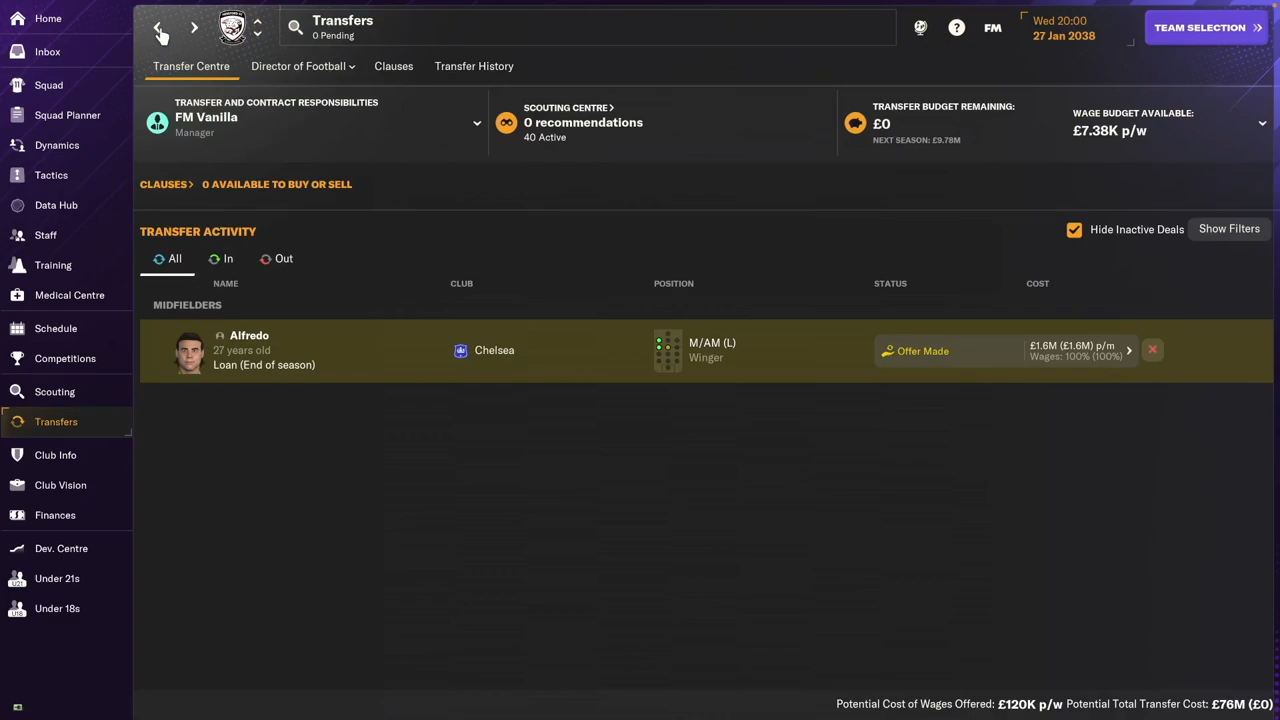 Home
Inbox
Squad
Squad Planner
Dynamics
Tactics
Data Hub
Staff
Training
Medical Centre
Schedule
Competitions
Scouting
Transfers
Club Info
Club Vision
Finances
Dev. Centre
Under 21s
Under 18s
Transfers
0 Pending
FM
Wed 20:00
27 Jan 2038
TEAM SELECTION
Transfer Centre
Director of Football
Clauses
Transfer History
TRANSFER AND CONTRACT RESPONSIBILITIES
FM Vanilla
Manager
SCOUTING CENTRE >
0 recommendations
40 Active
TRANSFER BUDGET REMAINING:
£0
NEXT SEASON: £9.78M
WAGE BUDGET AVAILABLE:
£7.38K p/w
CLAUSES > 0 AVAILABLE TO BUY OR SELL
TRANSFER ACTIVITY
Hide Inactive Deals
Show Filters
All
In
Out
NAME CLUB POSITION STATUS COST
MIDFIELDERS
Alfredo
27 years old
Loan (End of season)
Chelsea
M/AM (L)
Winger
Offer Made
£1.6M (£1.6M) p/m
Wages: 100% (100%)
Potential Cost of Wages Offered: £120K p/w Potential Total Transfer Cost: £76M (£0)